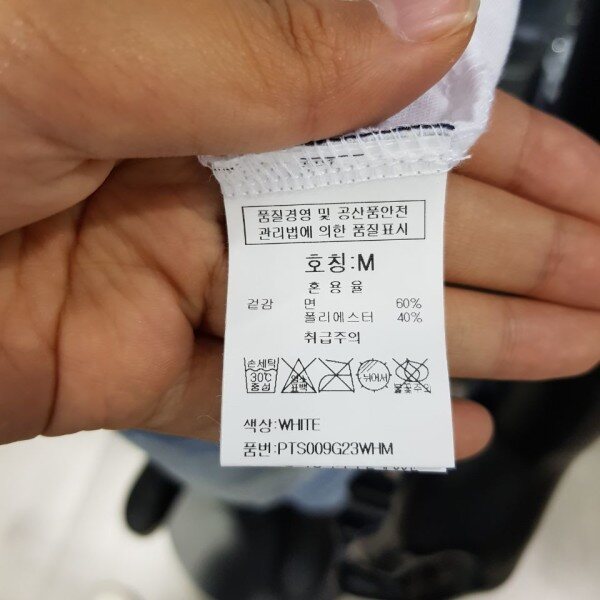 품질경영 및 공산품안전
관리법에 의한 품질표시
호칭:M
혼용율
겉감 면 60%
폴리에스터 40%
취급주의
손세탁
30℃
중성
염소
표백
뉘어서
색상:WHITE
품번:PTS009G23WHM